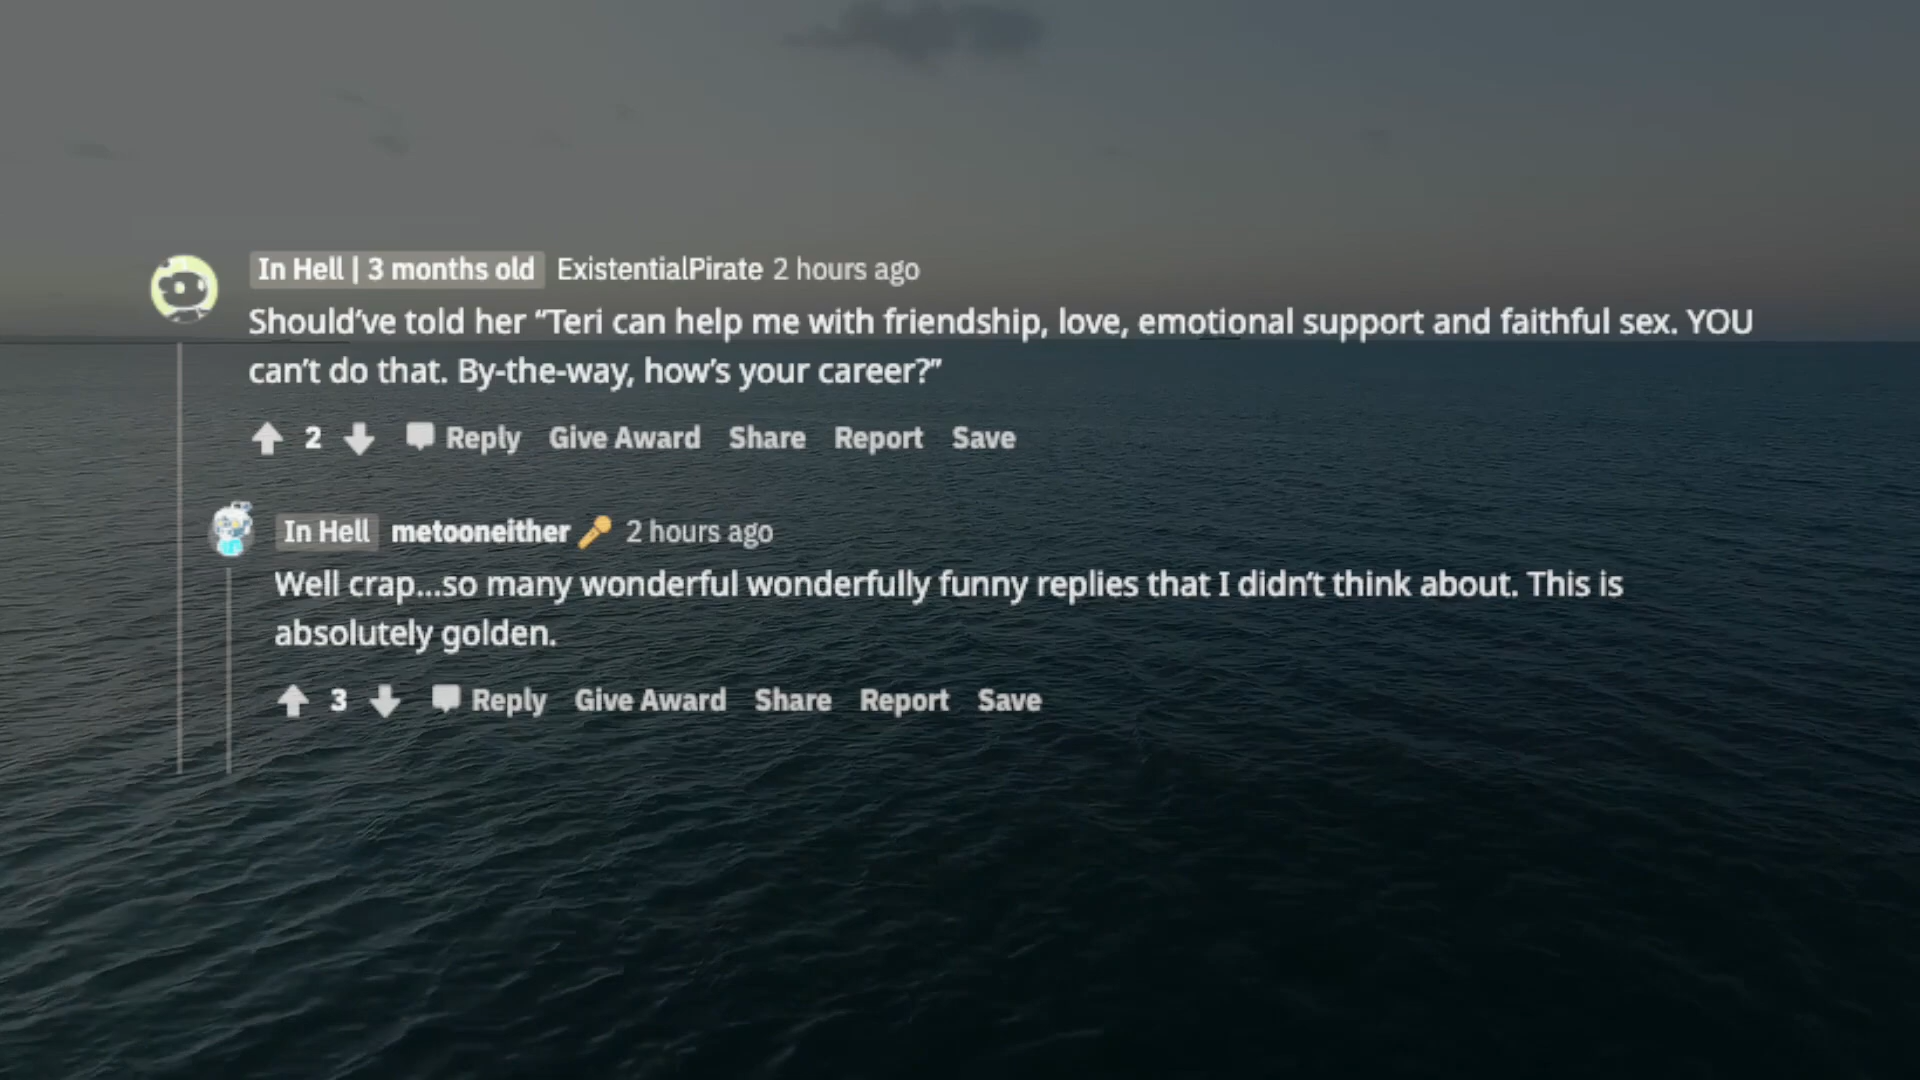 In Hell | 3 months old ExistentialPirate 2 hours ago
Should've told her “Teri can help me with friendship, love, emotional support and faithful sex. YOU
can't do that. By-the-way, how's your career?”
2 Reply Give Award Share Report Save
In Hell metooneither 🎤 2 hours ago
Well crap...so many wonderful wonderfully funny replies that I didn't think about. This is
absolutely golden.
3 Reply Give Award Share Report Save